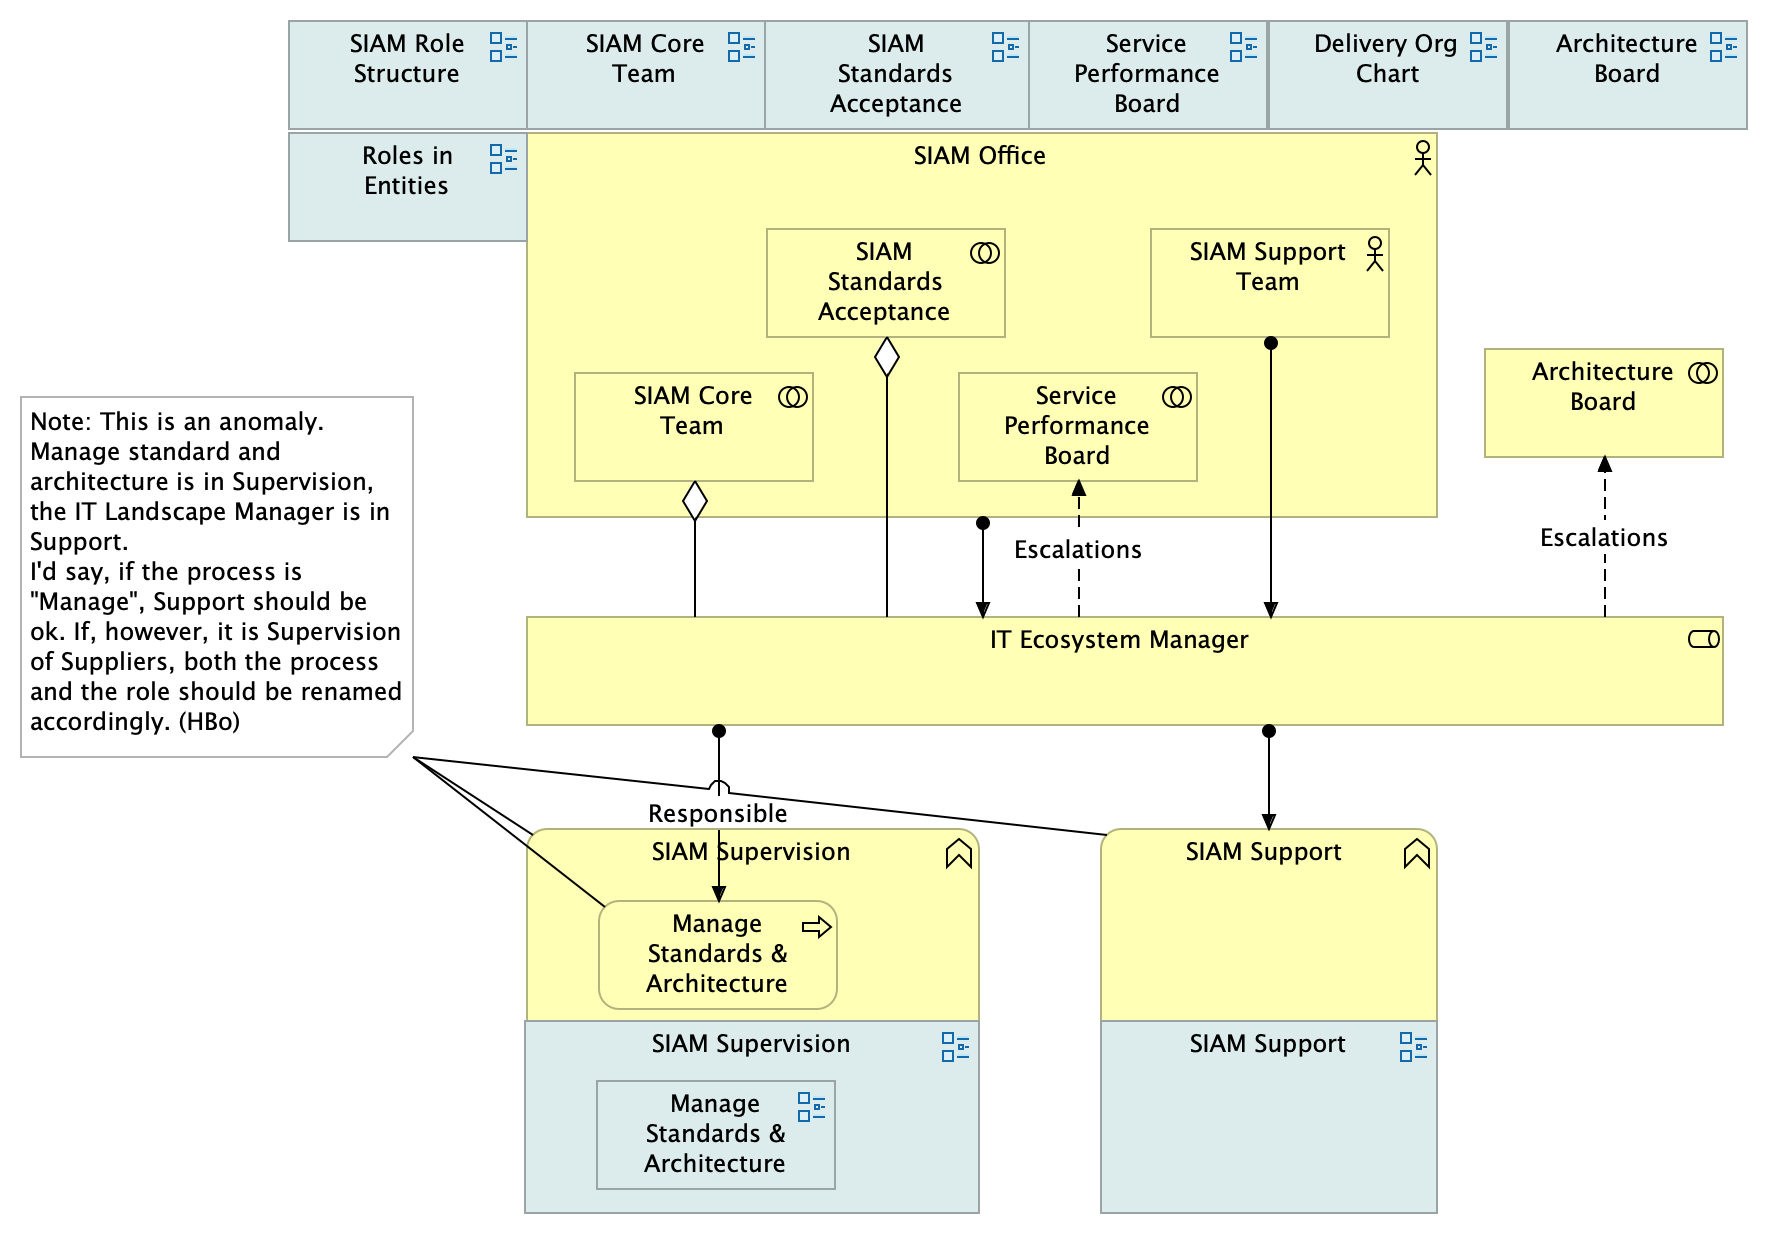 SIAM Role
Structure
SIAM Core
Team
SIAM
Standards
Acceptance
Service
Performance
Board
Delivery Org
Chart
Architecture
Board
Roles in
Entities
SIAM Office
SIAM
Standards
Acceptance
SIAM Support
Team
SIAM Core
Team
Service
Performance
Board
Architecture
Board
Note: This is an anomaly.
Manage standard and
architecture is in Supervision,
the IT Landscape Manager is in
Support.
I'd say, if the process is
"Manage", Support should be
ok. If, however, it is Supervision
of Suppliers, both the process
and the role should be renamed
accordingly. (HBo)
Escalations
Escalations
IT Ecosystem Manager
Responsible
SIAM Supervision
Manage
Standards &
Architecture
SIAM Support
SIAM Supervision
Manage
Standards &
Architecture
SIAM Support